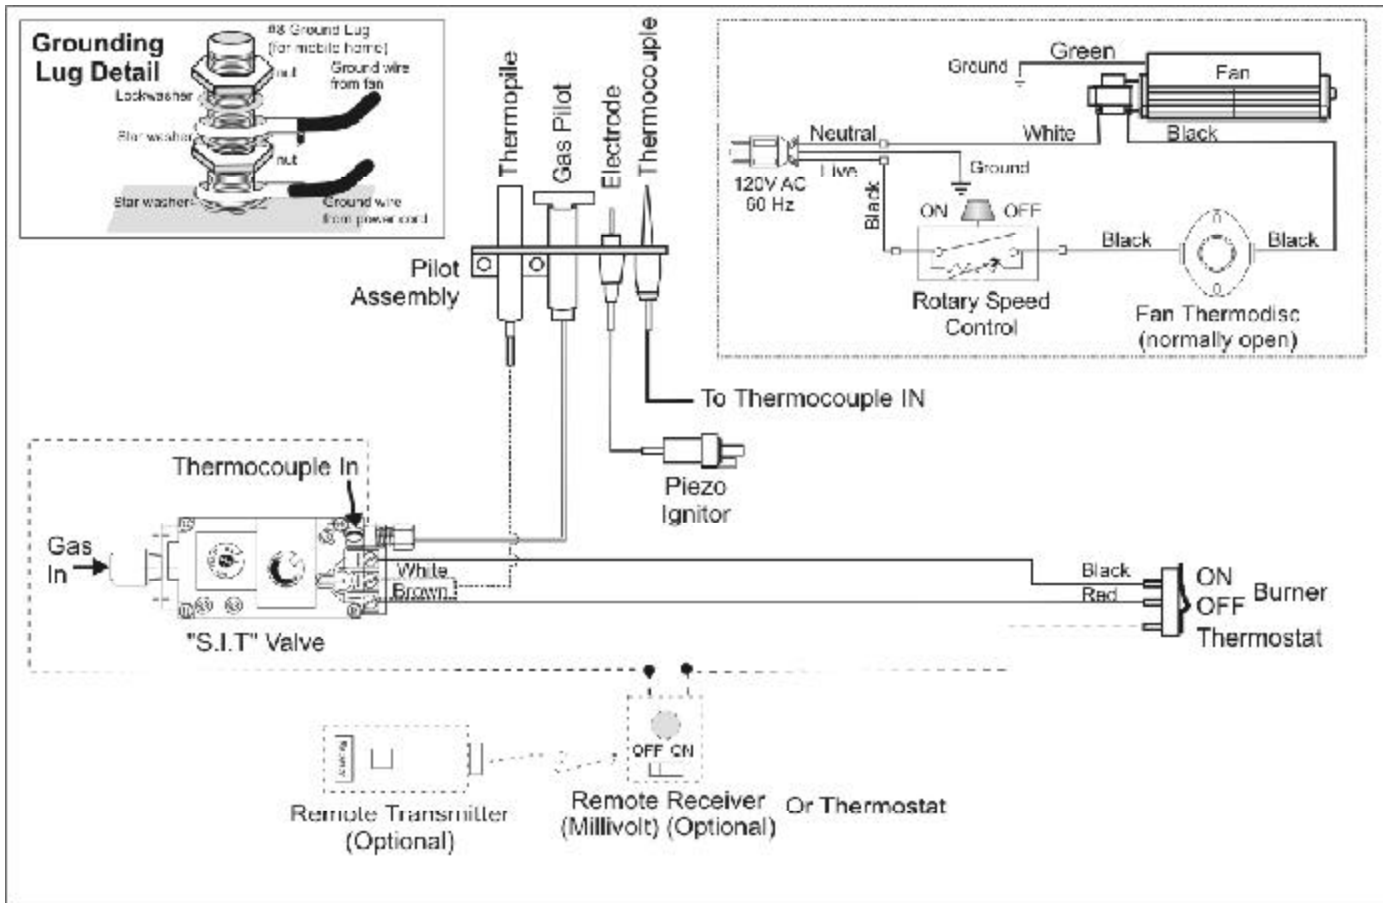 Grounding
Lug Detail
#8 Ground Lug
(for mobile home)
nut
Ground wire
from fan
Lockwasher
Star washer
nut
Star washer
Ground wire
from power cord
Thermopile
Gas Pilot
Electrode
Thermocouple
Pilot
Assembly
To Thermocouple IN
Piezo
Ignitor
Green
Ground
Fan
Neutral
White
Black
Live
Ground
120V AC
60 Hz
Black
ON
OFF
Black
Black
Rotary Speed
Control
Fan Thermodisc
(normally open)
Thermocouple In
Gas
In
White
Brown
"S.I.T" Valve
Black
Red
ON
OFF
Burner
Thermostat
OFF ON
Remote Transmitter
(Optional)
Remote Receiver
(Millivolt) (Optional)
Or Thermostat